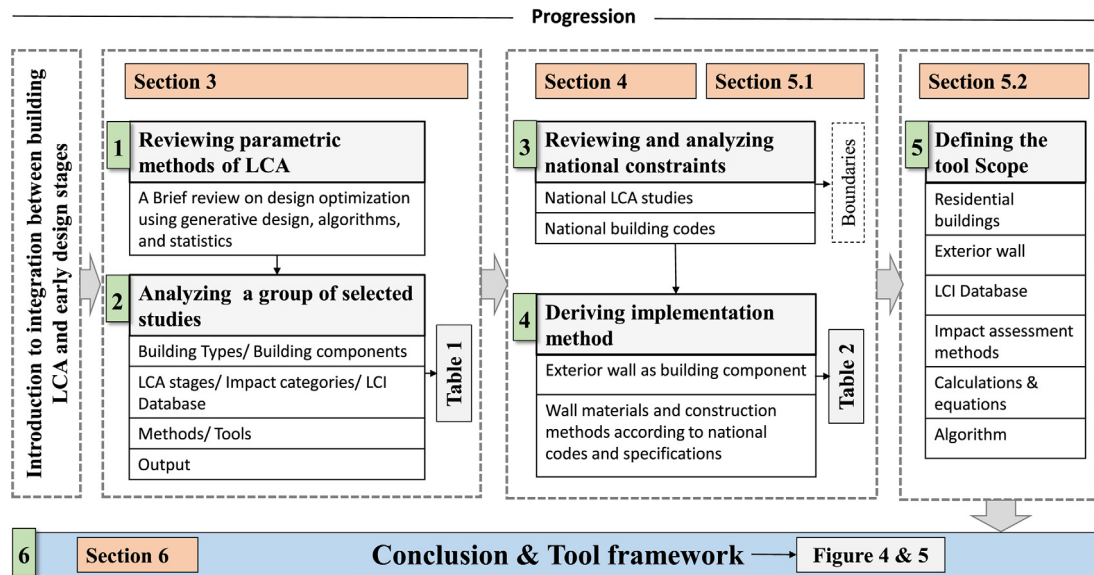 Progression
Introduction to integration between building
LCA and early design stages
Section 3
1
Reviewing parametric
methods of LCA
A Brief review on design optimization
using generative design, algorithms,
and statistics
2
Analyzing a group of selected
studies
Building Types/ Building components
LCA stages/ Impact categories/ LCI
Database
Methods/ Tools
Output
Table 1
Section 4
Section 5.1
3
Reviewing and analyzing
national constraints
National LCA studies
National building codes
Boundaries
4
Deriving implementation
method
Exterior wall as building component
Wall materials and construction
methods according to national
codes and specifications
Table 2
Section 5.2
5
Defining the
tool Scope
Residential
buildings
Exterior wall
LCI Database
Impact assessment
methods
Calculations &
equations
Algorithm
6
Section 6
Conclusion & Tool framework
Figure 4 & 5